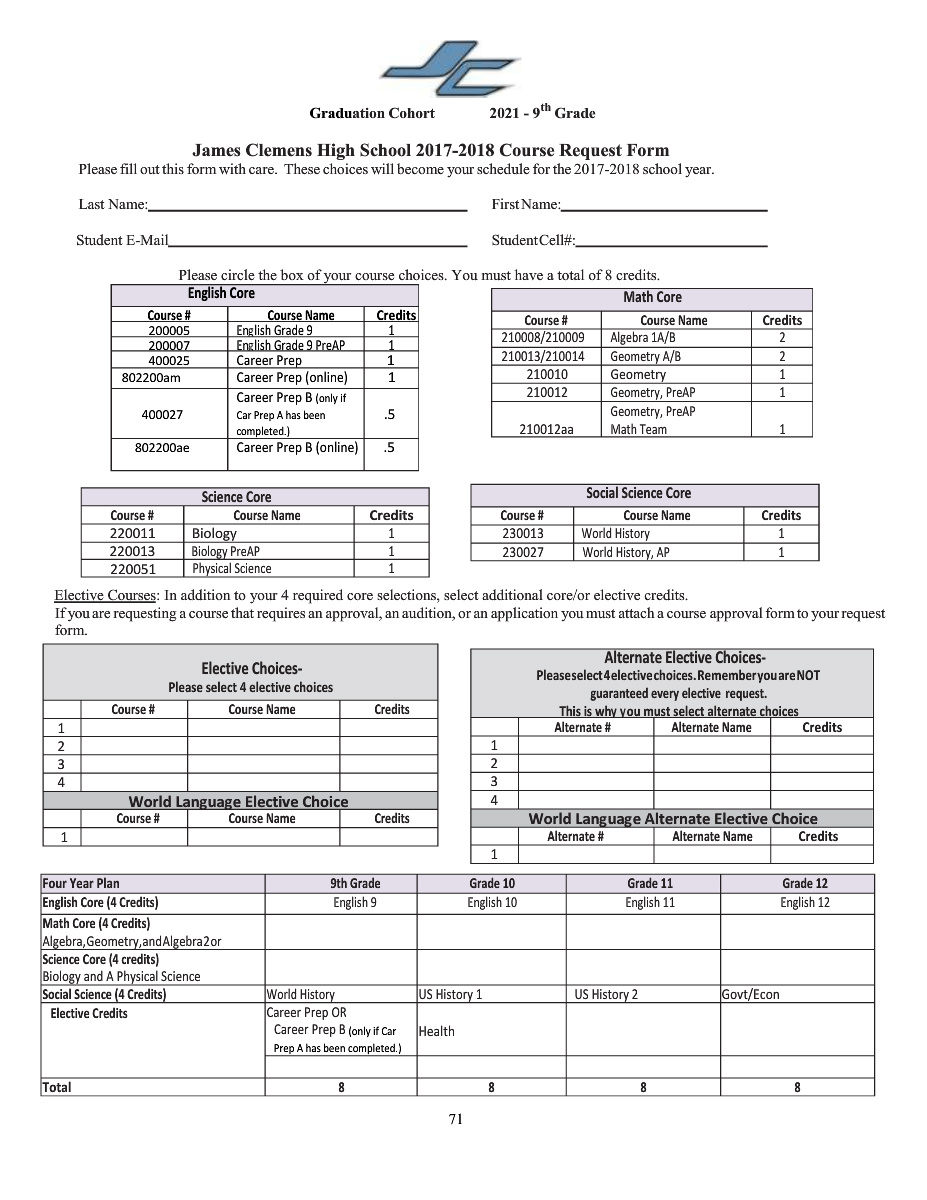 JC
Graduation Cohort 2021 - 9th Grade
James Clemens High School 2017-2018 Course Request Form
Please fill out this form with care. These choices will become your schedule for the 2017-2018 school year.
Last Name: First Name:
Student E-Mail Student Cell#:
Please circle the box of your course choices. You must have a total of 8 credits.
English Core
Course # Course Name Credits
200005 English Grade 9 1
200007 English Grade 9 PreAP 1
400025 Career Prep 1
802200am Career Prep (online) 1
400027 Career Prep B (only if
Car Prep A has been
completed.) .5
802200ae Career Prep B (online) .5
Math Core
Course # Course Name Credits
210008/210009 Algebra 1A/B 2
210013/210014 Geometry A/B 2
210010 Geometry 1
210012 Geometry, PreAP 1
Geometry, PreAP
210012aa Math Team 1
Science Core
Course # Course Name Credits
220011 Biology 1
220013 Biology PreAP 1
220051 Physical Science 1
Social Science Core
Course # Course Name Credits
230013 World History 1
230027 World History, AP 1
Elective Courses: In addition to your 4 required core selections, select additional core/or elective credits.
If you are requesting a course that requires an approval, an audition, or an application you must attach a course approval form to your request
form.
Elective Choices-
Please select 4 elective choices
Course # Course Name Credits
1
2
3
4
World Language Elective Choice
Course # Course Name Credits
1
Alternate Elective Choices-
Please select 4 elective choices. Remember you are NOT
guaranteed every elective request.
This is why you must select alternate choices
Alternate # Alternate Name Credits
1
2
3
4
World Language Alternate Elective Choice
Alternate # Alternate Name Credits
1
Four Year Plan 9th Grade Grade 10 Grade 11 Grade 12
English Core (4 Credits) English 9 English 10 English 11 English 12
Math Core (4 Credits)
Algebra, Geometry, and Algebra 2 or
Science Core (4 credits)
Biology and A Physical Science
Social Science (4 Credits) World History US History 1 US History 2 Govt/Econ
Elective Credits Career Prep OR
Career Prep B (only if Car
Prep A has been completed.) Health
Total 8 8 8 8
71